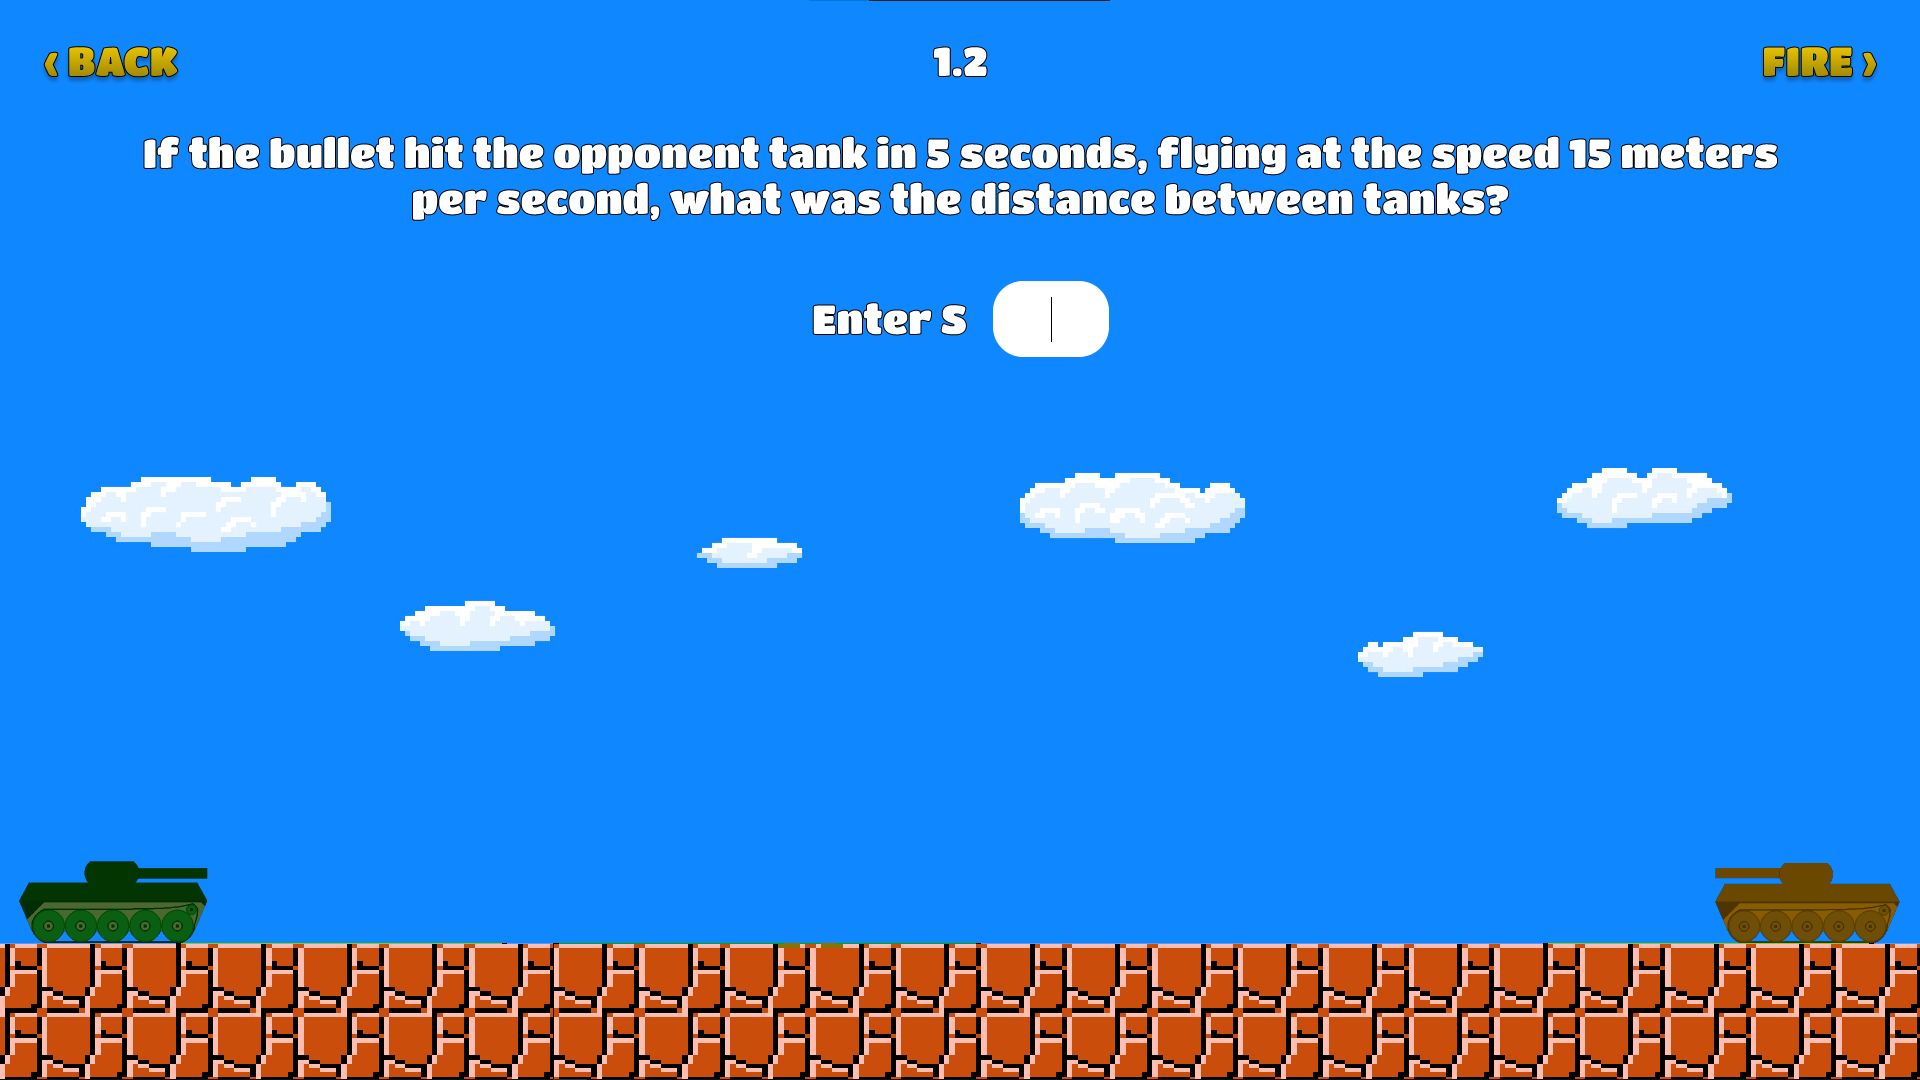 ‹ BACK
1.2
FIRE ›
If the bullet hit the opponent tank in 5 seconds, flying at the speed 15 meters
per second, what was the distance between tanks?
Enter S